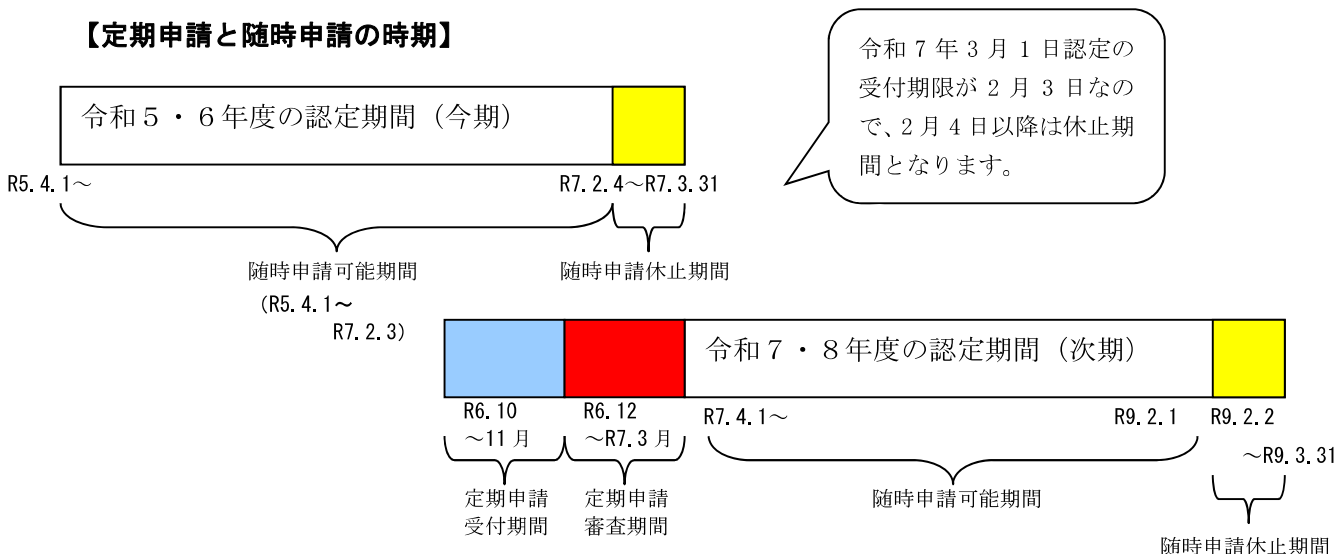 【定期申請と随時申請の時期】
令和7年3月1日認定の
受付期限が2月3日なの
で、2月4日以降は休止期
間となります。
令和5・6年度の認定期間（今期）
R5.4.1～
R7.2.4～R7.3.31
随時申請可能期間
(R5.4.1～
R7.2.3)
随時申請休止期間
令和7・8年度の認定期間（次期）
R6.10
～11月
R6.12
～R7.3月
R7.4.1～
R9.2.1
R9.2.2
～R9.3.31
定期申請
受付期間
定期申請
審査期間
随時申請可能期間
随時申請休止期間